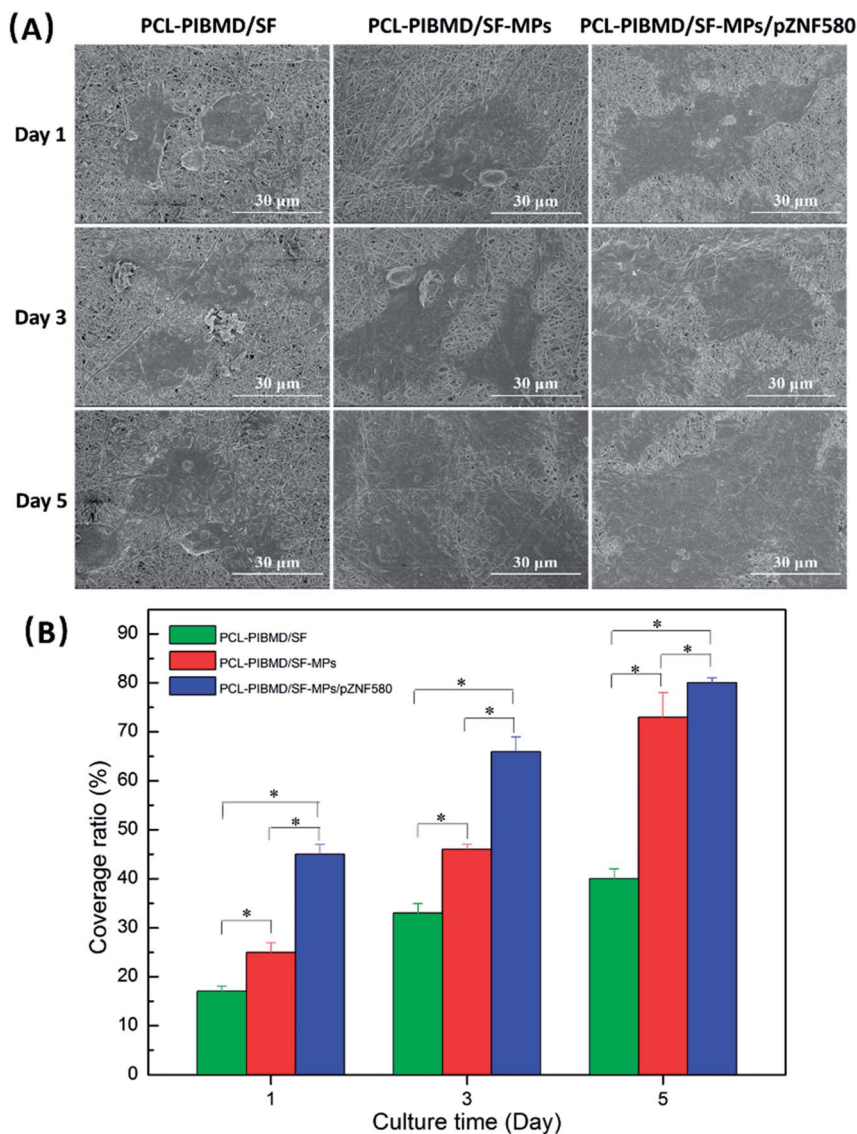 (A)
PCL-PIBMD/SF PCL-PIBMD/SF-MPs PCL-PIBMD/SF-MPs/pZNF580
Day 1
30 μm 30 μm 30 μm
Day 3
30 μm 30 μm 30 μm
Day 5
30 μm 30 μm 30 μm
(B)
PCL-PIBMD/SF
PCL-PIBMD/SF-MPs
PCL-PIBMD/SF-MPs/pZNF580
Coverage ratio (%)
90
80
70
60
50
40
30
20
10
0
* * *
* * *
* * *
1 3 5
Culture time (Day)